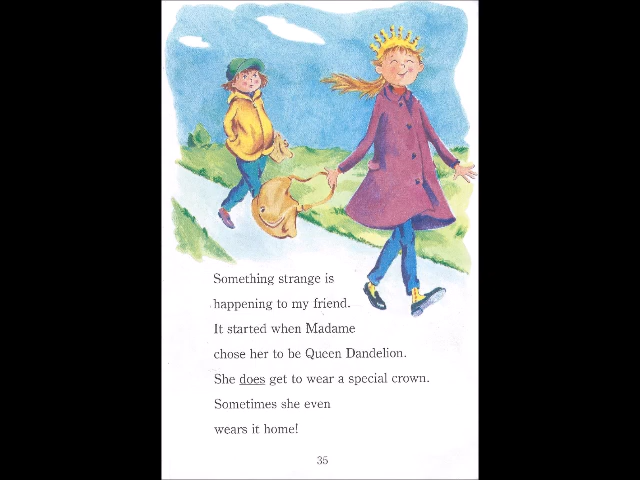 Something strange is
happening to my friend.
It started when Madame
chose her to be Queen Dandelion.
She does get to wear a special crown.
Sometimes she even
wears it home!
35